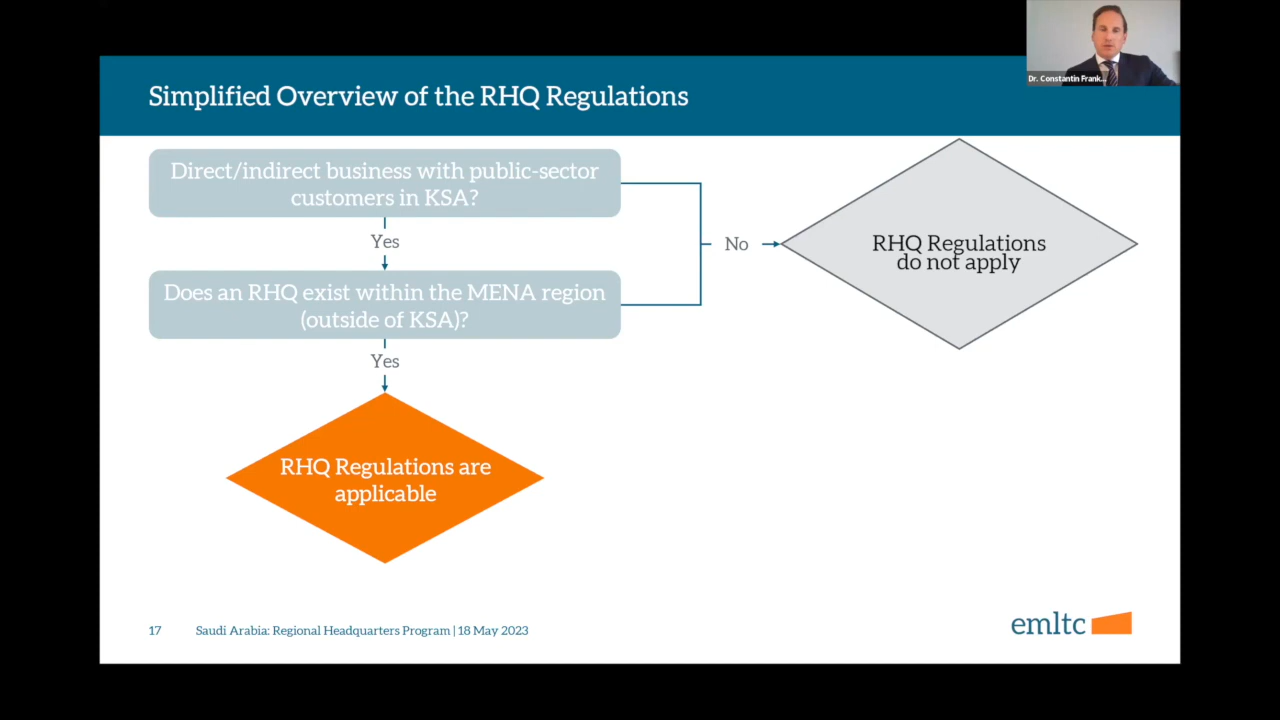 Dr. Constantin Frank...
Simplified Overview of the RHQ Regulations
Direct/indirect business with public-sector
customers in KSA?
Yes
No
RHQ Regulations
do not apply
Does an RHQ exist within the MENA region
(outside of KSA)?
Yes
RHQ Regulations are
applicable
17
Saudi Arabia: Regional Headquarters Program | 18 May 2023
emltc